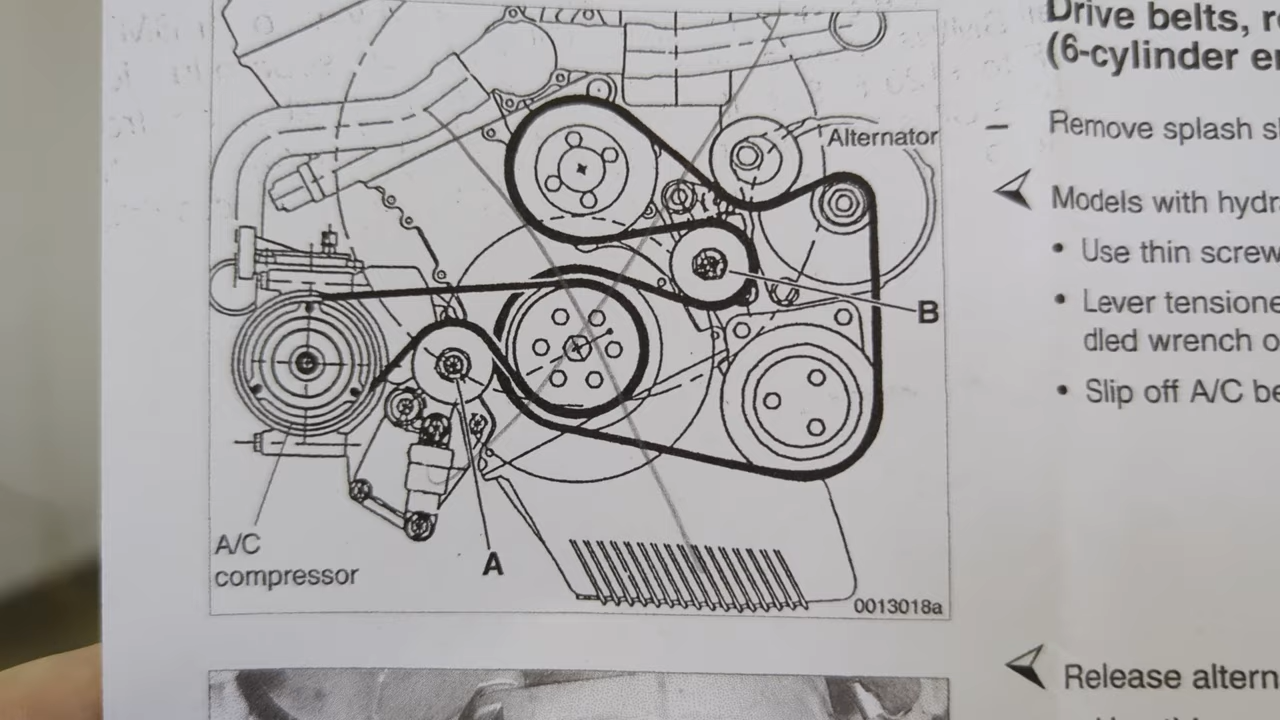 Drive belts, r
(6-cylinder e
– Remove splash s
Alternator
Models with hydr
• Use thin screw
• Lever tensione
dled wrench o
• Slip off A/C be
B
A/C
compressor
A
0013018a
Release altern